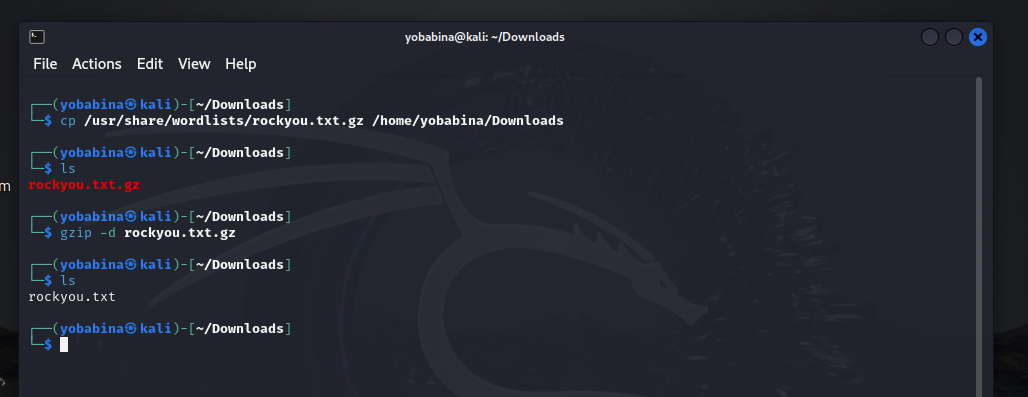 yobabina@kali: ~/Downloads
File Actions Edit View Help
┌──(yobabina㉿kali)-[~/Downloads]
└─$ cp /usr/share/wordlists/rockyou.txt.gz /home/yobabina/Downloads
┌──(yobabina㉿kali)-[~/Downloads]
└─$ ls
m
rockyou.txt.gz
┌──(yobabina㉿kali)-[~/Downloads]
└─$ gzip -d rockyou.txt.gz
┌──(yobabina㉿kali)-[~/Downloads]
└─$ ls
rockyou.txt
┌──(yobabina㉿kali)-[~/Downloads]
└─$